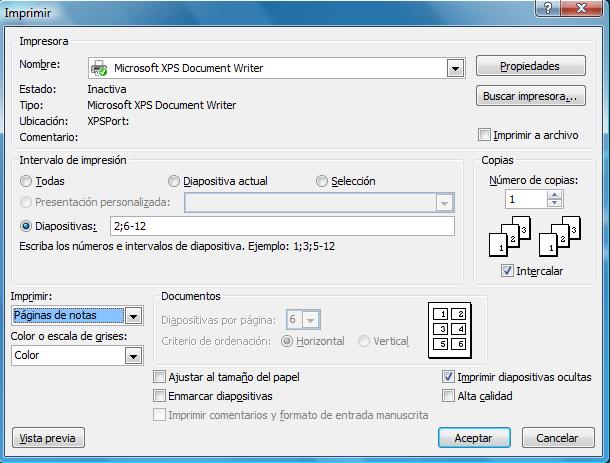 Imprimir
Impresora
Nombre: Microsoft XPS Document Writer Propiedades
Estado: Inactiva Buscar impresora...
Tipo: Microsoft XPS Document Writer
Ubicación: XPSPort:
Comentario: Imprimir a archivo
Intervalo de impresión
Todas Diapositiva actual Selección
Presentación personalizada:
Diapositivas: 2;6-12
Escriba los números e intervalos de diapositiva. Ejemplo: 1;3;5-12
Copias
Número de copias:
1
1 2 3 1 2 3
Intercalar
Imprimir:
Páginas de notas
Color o escala de grises:
Color
Documentos
Diapositivas por página: 6
Criterio de ordenación: Horizontal Vertical
1 2
3 4
5 6
Ajustar al tamaño del papel Imprimir diapositivas ocultas
Enmarcar diapositivas Alta calidad
Imprimir comentarios y formato de entrada manuscrita
Vista previa Aceptar Cancelar